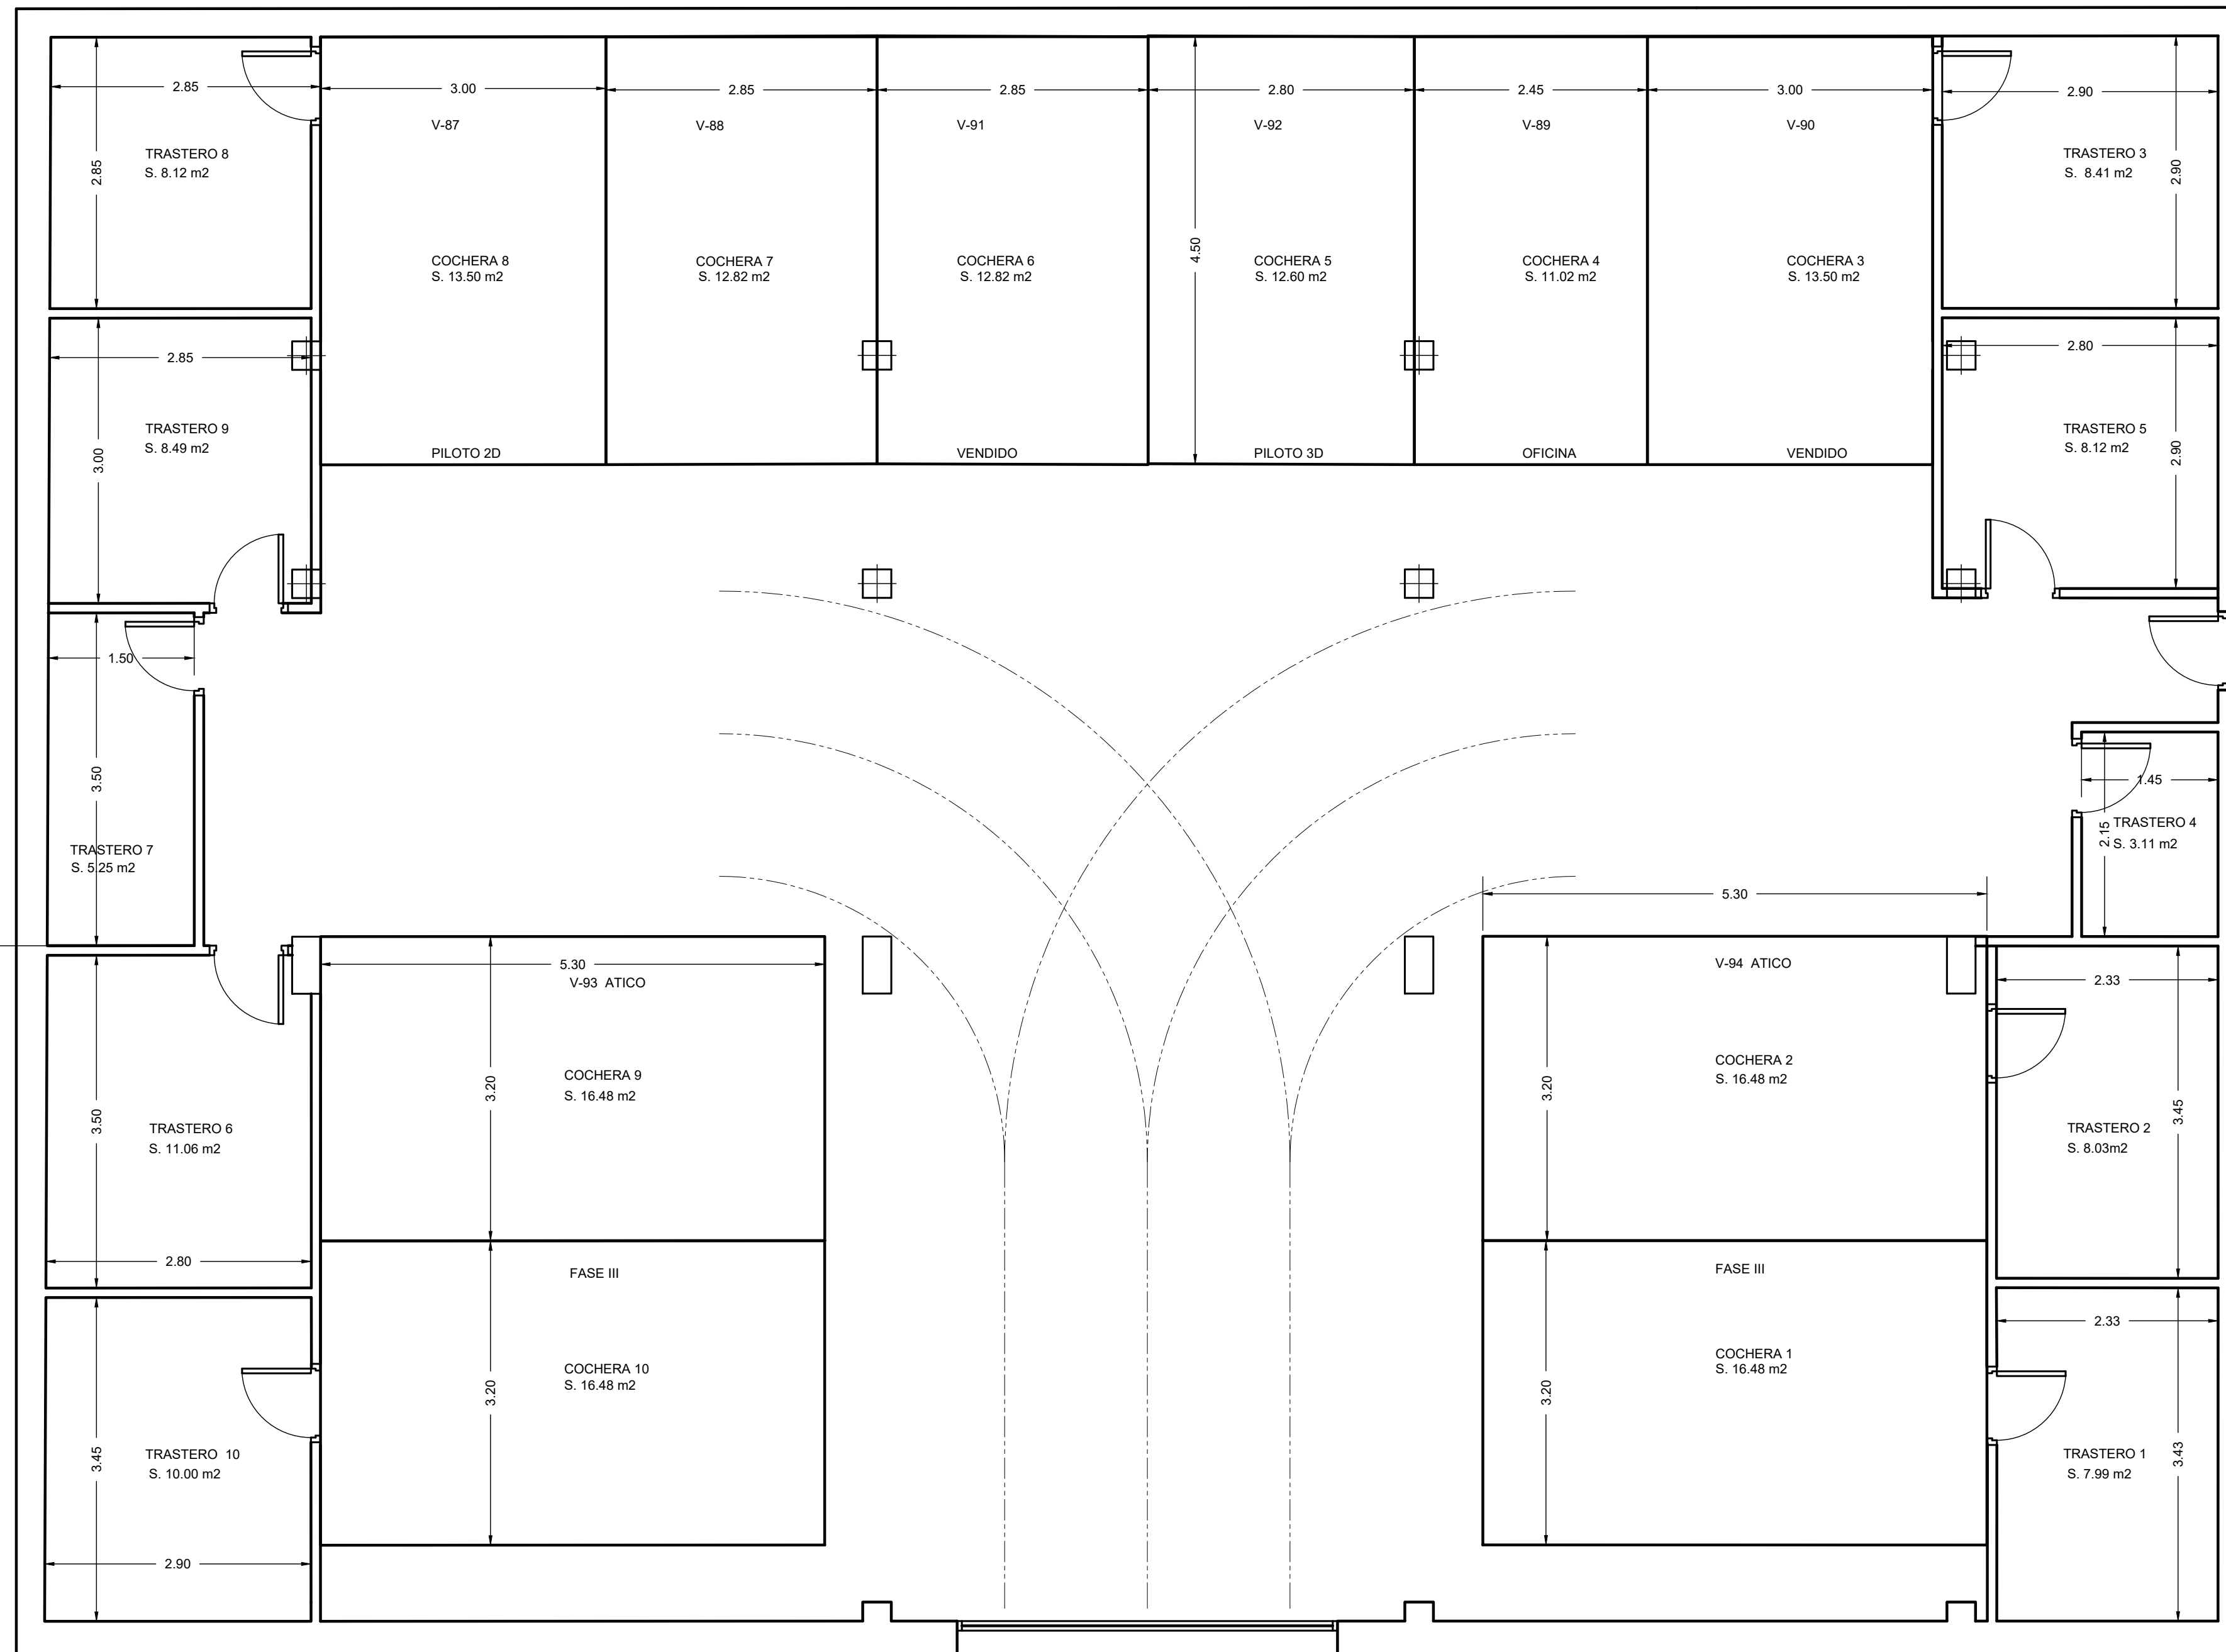 2.85
2.85
TRASTERO 8
S. 8.12 m2
3.00
V-87
COCHERA 8
S. 13.50 m2
PILOTO 2D
2.85
V-88
COCHERA 7
S. 12.82 m2
2.85
V-91
COCHERA 6
S. 12.82 m2
VENDIDO
2.80
V-92
4.50
COCHERA 5
S. 12.60 m2
PILOTO 3D
2.45
V-89
COCHERA 4
S. 11.02 m2
OFICINA
3.00
V-90
COCHERA 3
S. 13.50 m2
VENDIDO
2.90
TRASTERO 3
S. 8.41 m2
2.90
2.85
TRASTERO 9
S. 8.49 m2
3.00
2.80
TRASTERO 5
S. 8.12 m2
2.90
1.50
3.50
TRASTERO 7
S. 5.25 m2
1.45
2.15
TRASTERO 4
S. 3.11 m2
5.30
V-93 ATICO
3.20
COCHERA 9
S. 16.48 m2
5.30
V-94 ATICO
3.20
COCHERA 2
S. 16.48 m2
2.33
3.45
TRASTERO 2
S. 8.03m2
3.50
TRASTERO 6
S. 11.06 m2
2.80
FASE III
3.20
COCHERA 10
S. 16.48 m2
FASE III
3.20
COCHERA 1
S. 16.48 m2
2.33
3.43
TRASTERO 1
S. 7.99 m2
3.45
TRASTERO 10
S. 10.00 m2
2.90